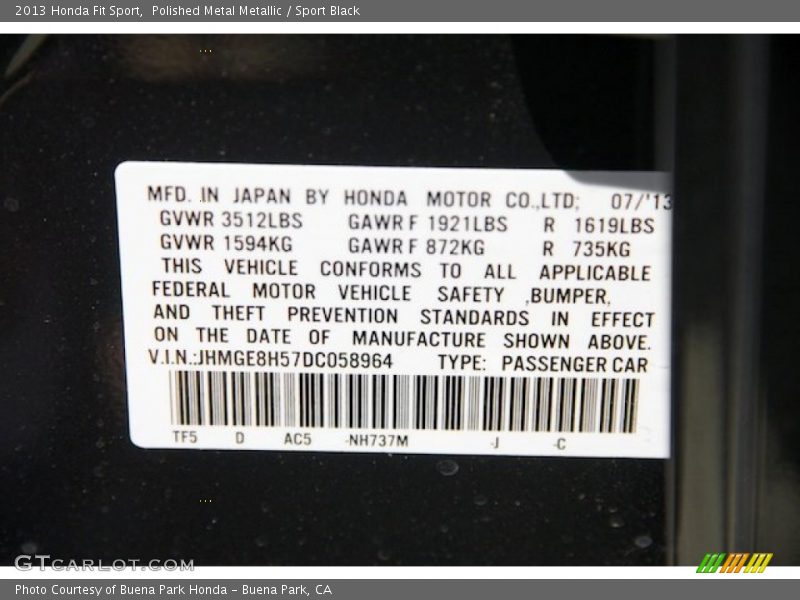 2013 Honda Fit Sport,  Polished Metal Metallic / Sport Black
MFD. IN JAPAN BY HONDA MOTOR CO.,LTD; 07/'13
GVWR 3512LBS GAWR F 1921LBS R 1619LBS
GVWR 1594KG GAWR F 872KG R 735KG
THIS VEHICLE CONFORMS TO ALL APPLICABLE
FEDERAL MOTOR VEHICLE SAFETY ,BUMPER,
AND THEFT PREVENTION STANDARDS IN EFFECT
ON THE DATE OF MANUFACTURE SHOWN ABOVE.
V.I.N.:JHMGE8H57DC058964 TYPE: PASSENGER CAR
TF5 D AC5 -NH737M -J -C
GTCARLOT.COM
Photo Courtesy of Buena Park Honda – Buena Park, CA